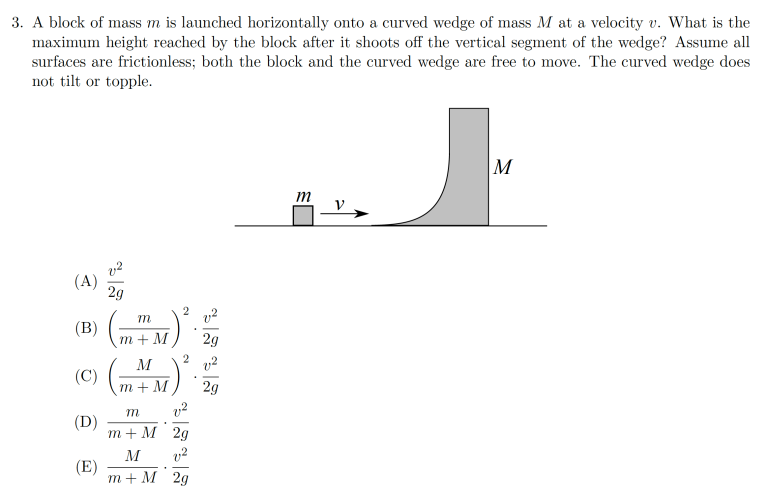 3. A block of mass m is launched horizontally onto a curved wedge of mass M at a velocity v. What is the
maximum height reached by the block after it shoots off the vertical segment of the wedge? Assume all
surfaces are frictionless; both the block and the curved wedge are free to move. The curved wedge does
not tilt or topple.
m
v
M
(A) \frac{v^2}{2g}
(B) \left(\frac{m}{m+M}\right)^2 \cdot \frac{v^2}{2g}
(C) \left(\frac{M}{m+M}\right)^2 \cdot \frac{v^2}{2g}
(D) \frac{m}{m+M} \cdot \frac{v^2}{2g}
(E) \frac{M}{m+M} \cdot \frac{v^2}{2g}